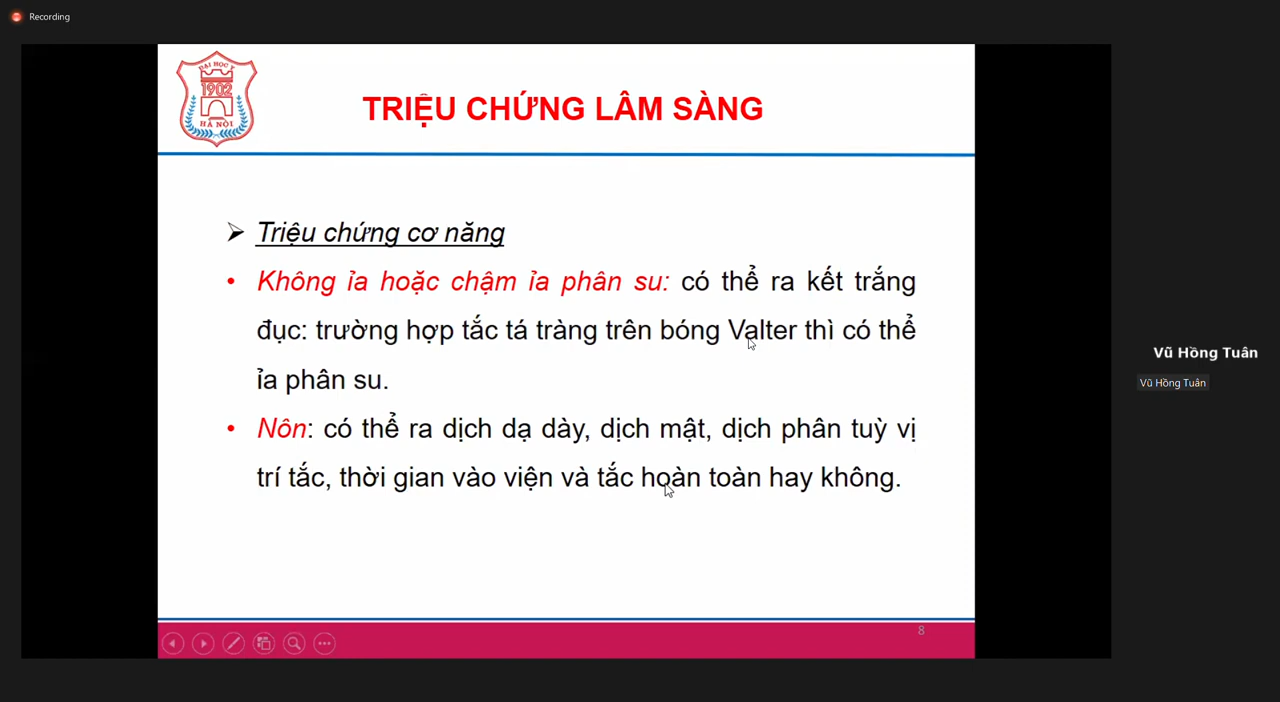 Recording
ĐẠI HỌC Y
1902
HÀ NỘI
TRIỆU CHỨNG LÂM SÀNG
Triệu chứng cơ năng
Không ỉa hoặc chậm ỉa phân su: có thể ra kết trắng
đục: trường hợp tắc tá tràng trên bóng Valter thì có thể
ỉa phân su.
Nôn: có thể ra dịch dạ dày, dịch mật, dịch phân tuỳ vị
trí tắc, thời gian vào viện và tắc hoàn toàn hay không.
8
Vũ Hồng Tuân
Vũ Hồng Tuân